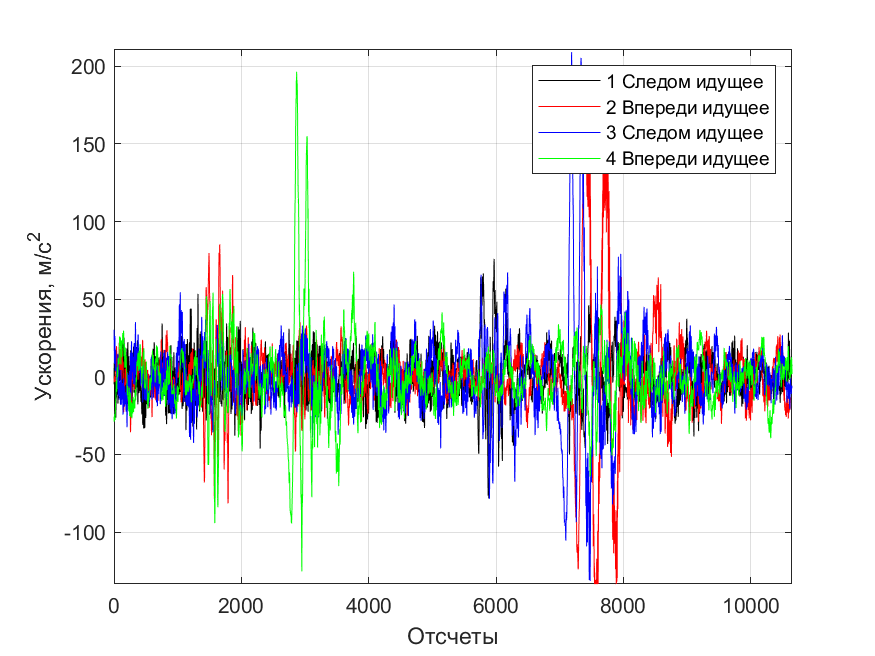 200
150
100
50
0
-50
-100
0
2000
4000
6000
8000
10000
Ускорения, м/с²
Отсчеты
1 Следом идущее
2 Впереди идущее
3 Следом идущее
4 Впереди идущее